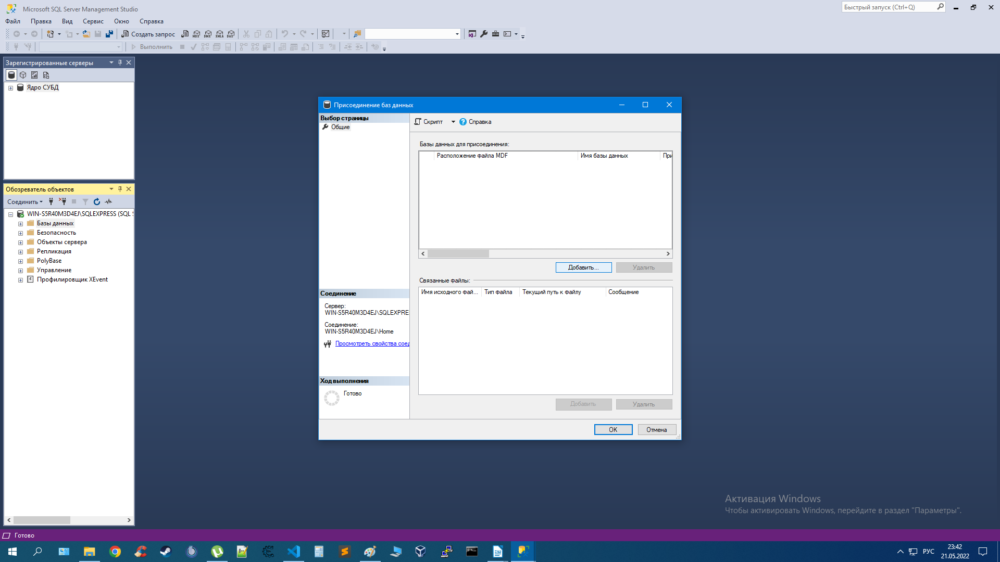 Microsoft SQL Server Management Studio
Быстрый запуск (Ctrl+Q)
Файл Правка Вид Сервис Окно Справка
Создать запрос
MDX DMX XMLA DAX
Выполнить
Зарегистрированные серверы
Ядро СУБД
Обозреватель объектов
Соединить
WIN-S5R40M3D4EJ\SQLEXPRESS (SQL S
Базы данных
Безопасность
Объекты сервера
Репликация
PolyBase
Управление
Профилировщик XEvent
Присоединение баз данных
Выбор страницы
Общие
Скрипт Справка
Базы данных для присоединения:
Расположение файла MDF Имя базы данных При
Добавить... Удалить
Связанные файлы:
Имя исходного фай... Тип файла Текущий путь к файлу Сообщение
Соединение
Сервер:
WIN-S5R40M3D4EJ\SQLEXPRE
Соединение:
WIN-S5R40M3D4EJ\Home
Просмотреть свойства соед
Ход выполнения
Готово
Добавить Удалить
OK Отмена
Активация Windows
Чтобы активировать Windows, перейдите в раздел "Параметры".
Готово
РУС
23:42
21.05.2022